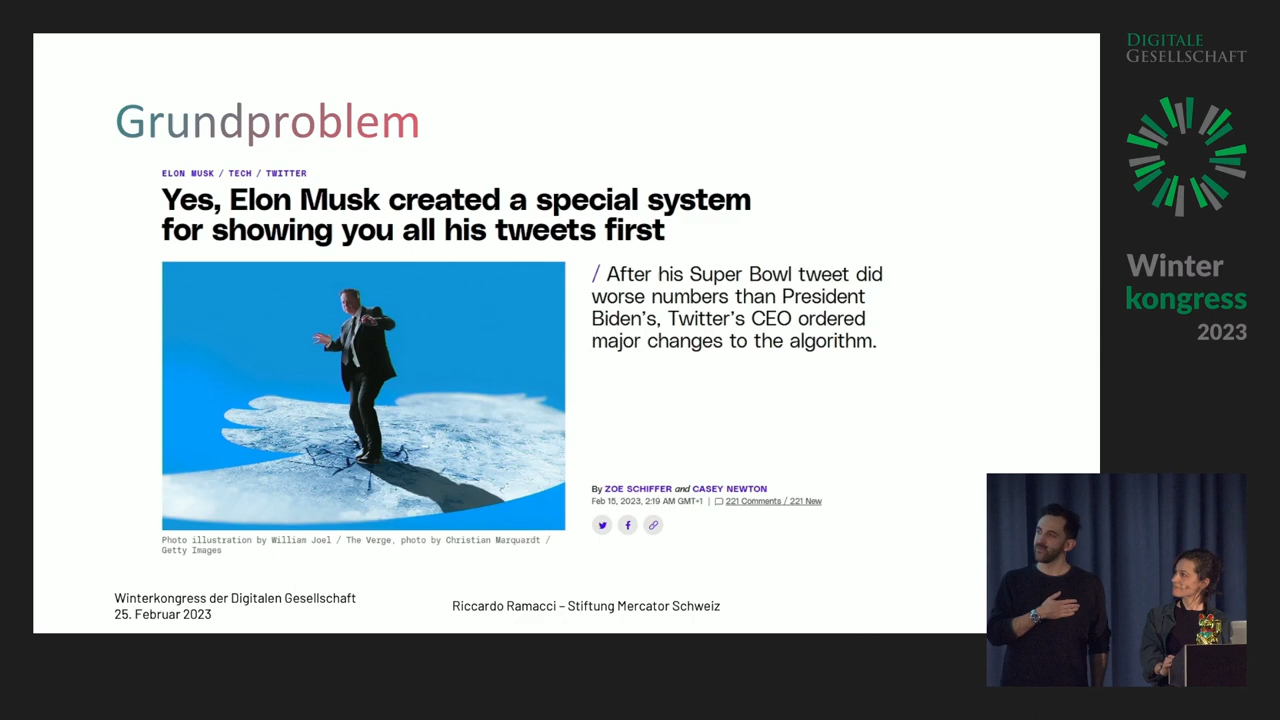 Grundproblem
ELON MUSK / TECH / TWITTER
Yes, Elon Musk created a special system
for showing you all his tweets first
/ After his Super Bowl tweet did
worse numbers than President
Biden’s, Twitter’s CEO ordered
major changes to the algorithm.
By ZOE SCHIFFER and CASEY NEWTON
Feb 15, 2023, 2:19 AM GMT+1 | 221 Comments / 221 New
Photo illustration by William Joel / The Verge, photo by Christian Marquardt /
Getty Images
Winterkongress der Digitalen Gesellschaft
25. Februar 2023
Riccardo Ramacci – Stiftung Mercator Schweiz
DIGITALE
GESELLSCHAFT
Winter
kongress
2023